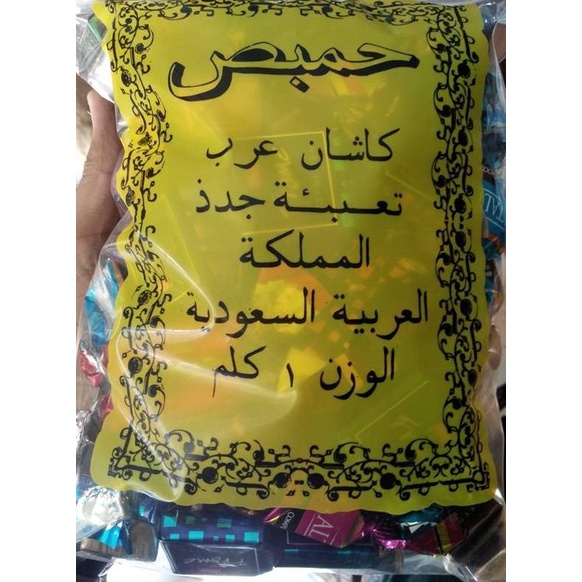 حمبص
كاشان عرب
تعبئة جدذ
المملكة
العربية السعودية
الوزن ١ كلم